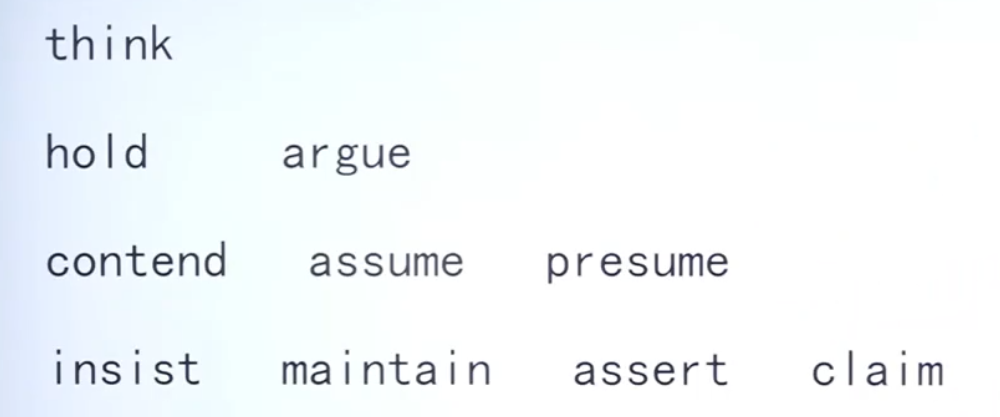 think
hold argue
contend assume presume
insist maintain assert claim